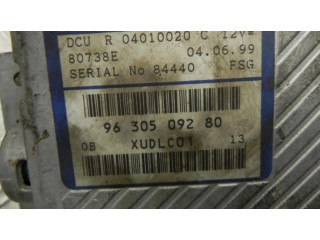 DCU R 04010020 C 12V=
80738E 04.06.99
SERIAL No 84440 FSG
96 305 092 80
0B XUDLC01 13